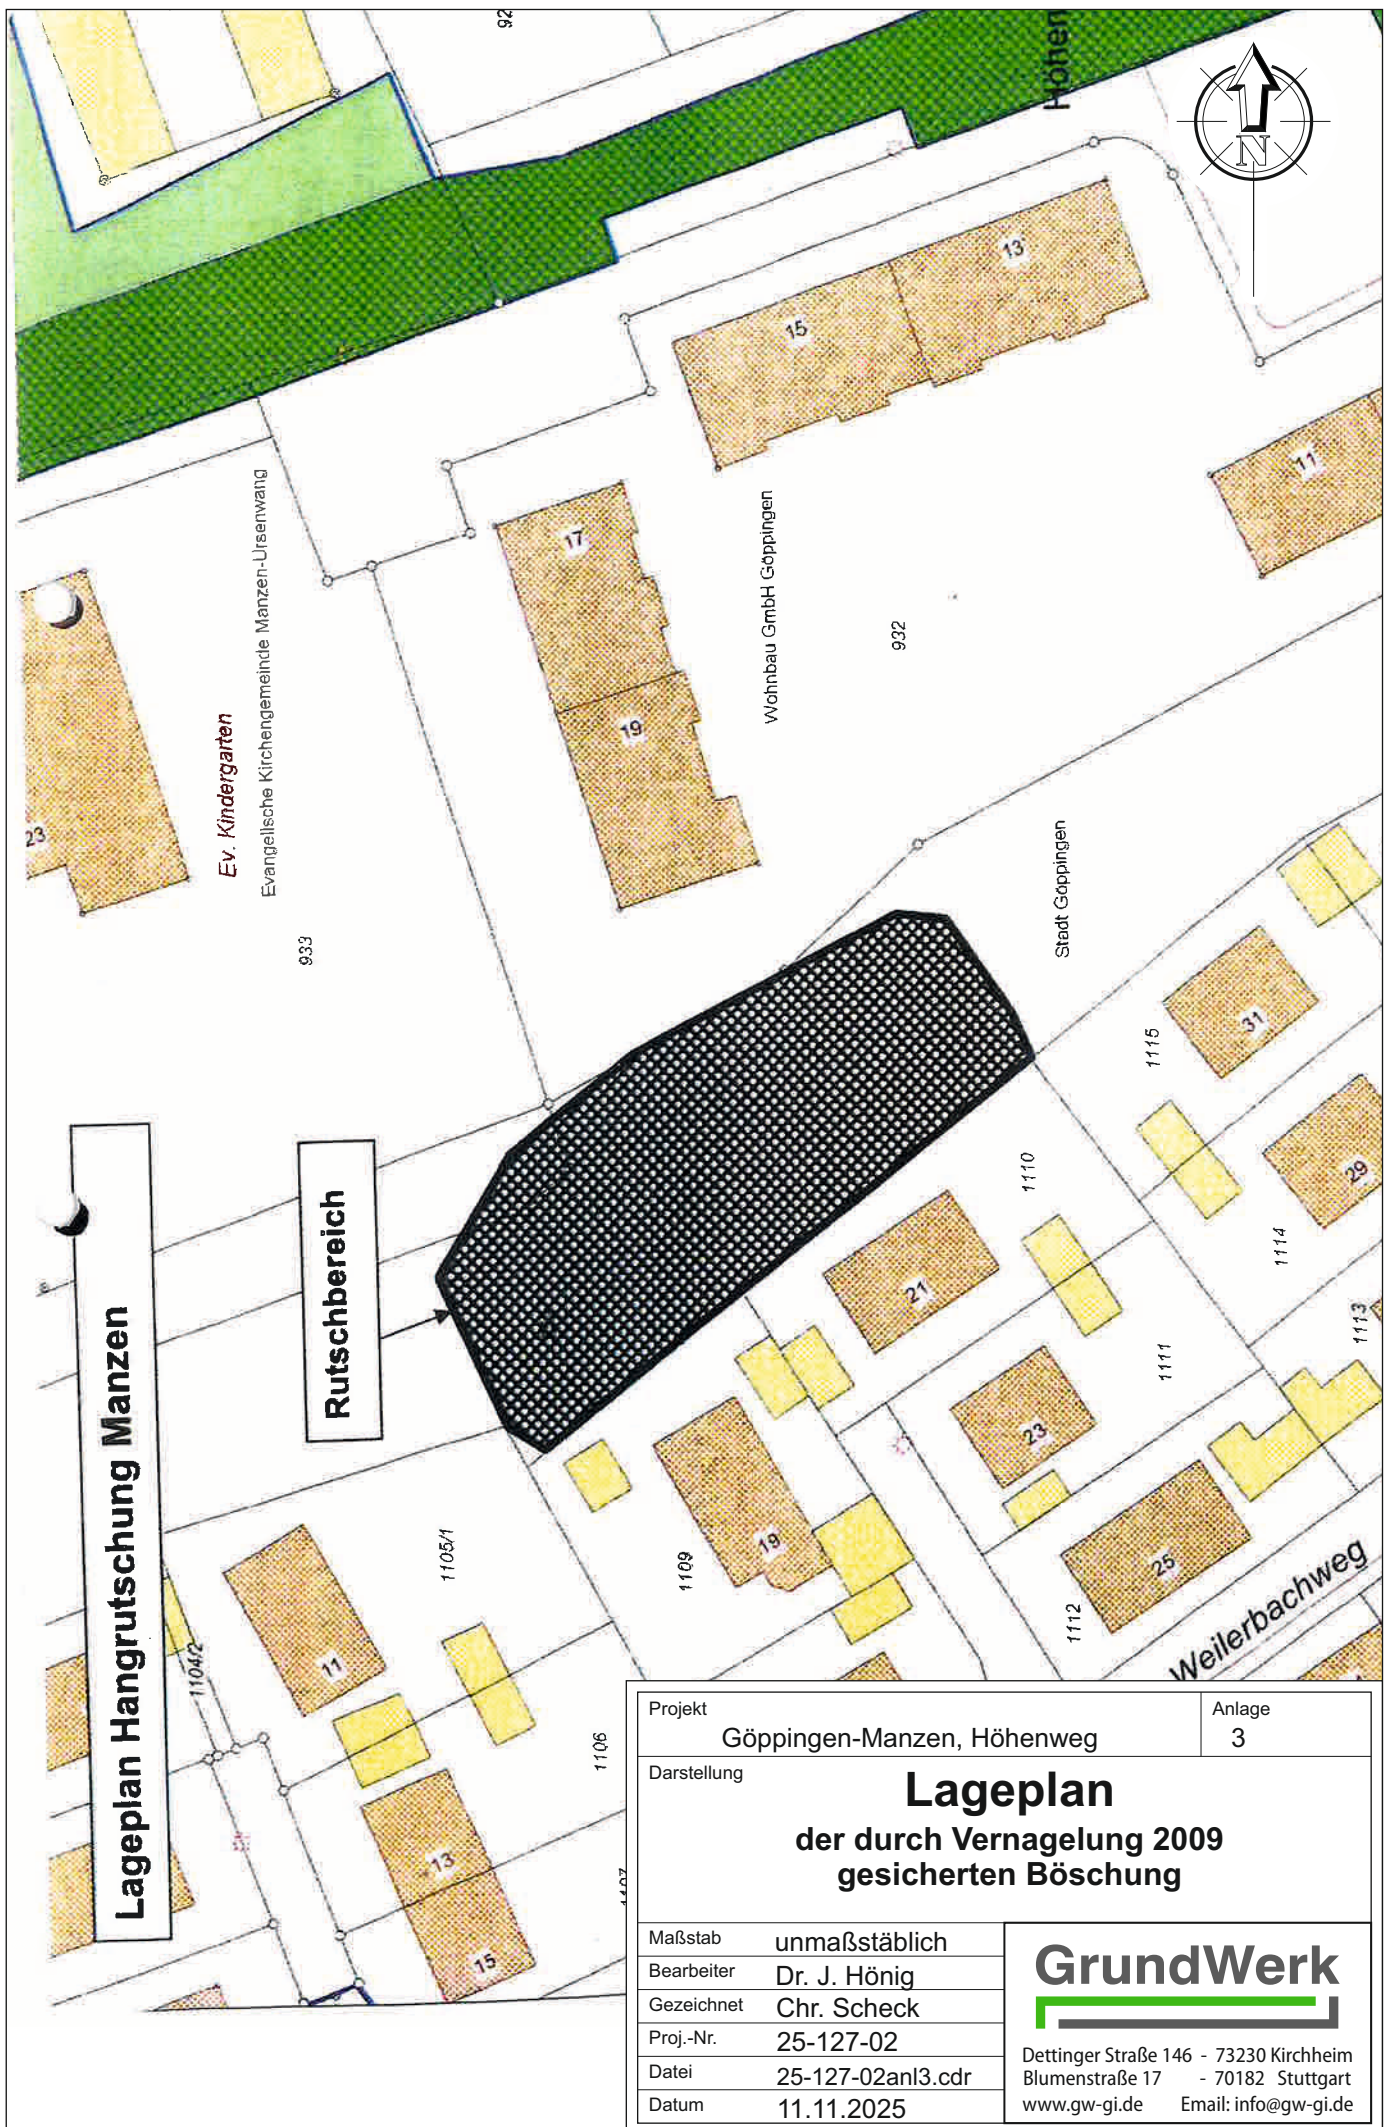 92
Höhen
N
13
15
11
17
19
932
Wohnbau GmbH Göppingen
Ev. Kindergarten
Evangelische Kirchengemeinde Manzen-Ursenwang
23
933
Stadt Göppingen
31
1115
29
1114
1113
1110
21
1111
23
25
1112
Weilerbachweg
Rutschbereich
Lageplan Hangrutschung Manzen
1105/1
1109
19
11
1104/2
1106
13
15
Projekt
Göppingen-Manzen, Höhenweg
Anlage
3
Darstellung
Lageplan
der durch Vernagelung 2009
gesicherten Böschung
Maßstab unmaßstäblich
Bearbeiter Dr. J. Hönig
Gezeichnet Chr. Scheck
Proj.-Nr. 25-127-02
Datei 25-127-02anl3.cdr
Datum 11.11.2025
GrundWerk
Dettinger Straße 146 - 73230 Kirchheim
Blumenstraße 17 - 70182 Stuttgart
www.gw-gi.de Email: info@gw-gi.de